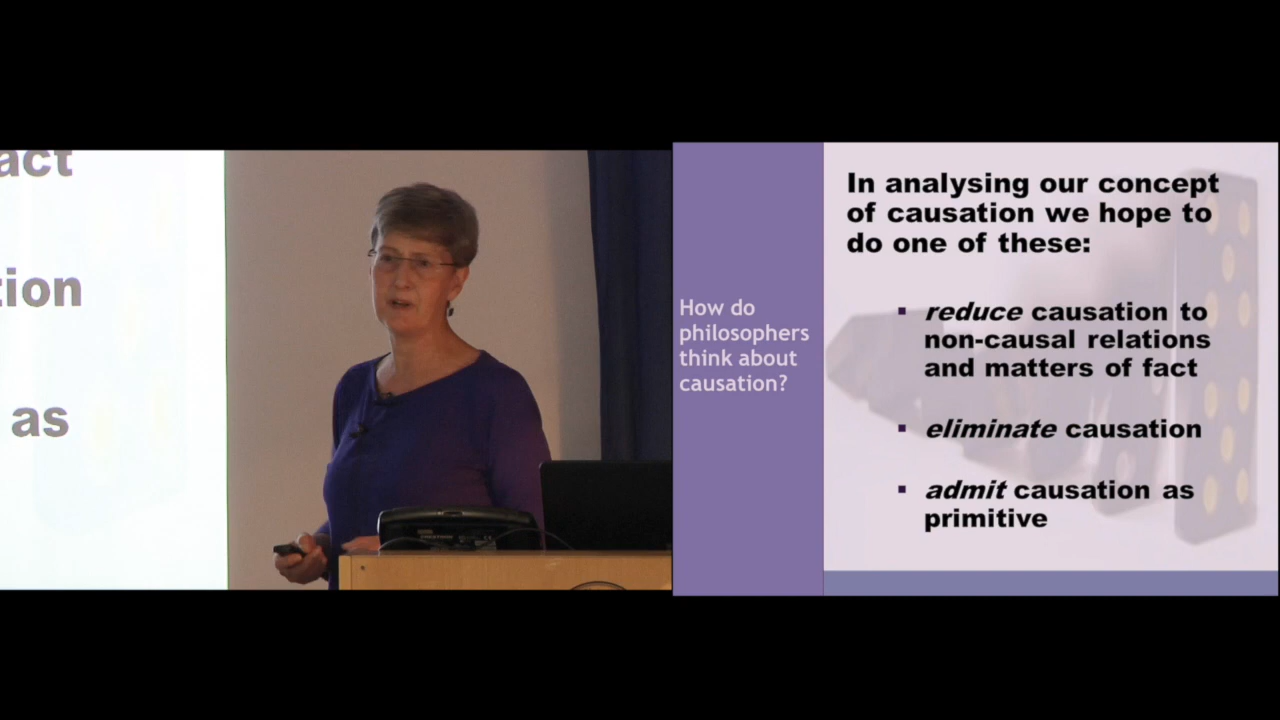 act
tion
as
How do
philosophers
think about
causation?
In analysing our concept
of causation we hope to
do one of these:
▪ reduce causation to
non-causal relations
and matters of fact
▪ eliminate causation
▪ admit causation as
primitive